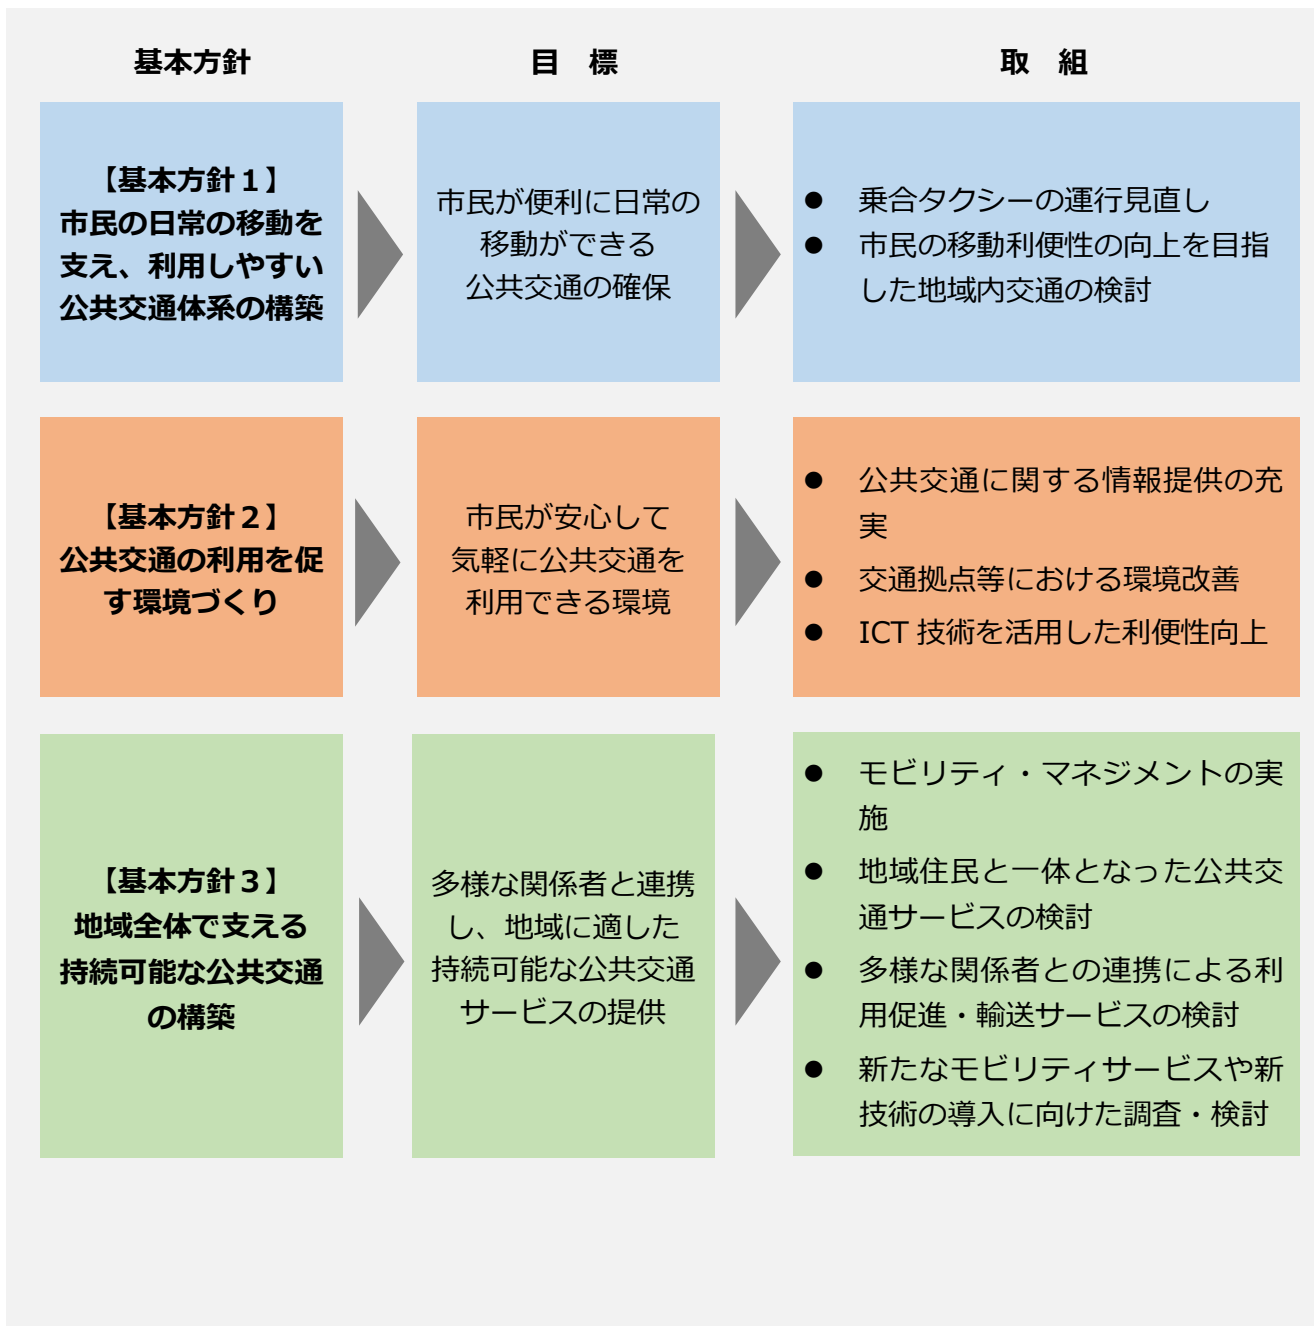 基本方針
目　標
取　組
【基本方針１】
市民の日常の移動を
支え、利用しやすい
公共交通体系の構築
市民が便利に日常の
移動ができる
公共交通の確保
● 乗合タクシーの運行見直し
● 市民の移動利便性の向上を目指
した地域内交通の検討
【基本方針２】
公共交通の利用を促
す環境づくり
市民が安心して
気軽に公共交通を
利用できる環境
● 公共交通に関する情報提供の充
実
● 交通拠点等における環境改善
● ICT 技術を活用した利便性向上
【基本方針３】
地域全体で支える
持続可能な公共交通
の構築
多様な関係者と連携
し、地域に適した
持続可能な公共交通
サービスの提供
● モビリティ・マネジメントの実
施
● 地域住民と一体となった公共交
通サービスの検討
● 多様な関係者との連携による利
用促進・輸送サービスの検討
● 新たなモビリティサービスや新
技術の導入に向けた調査・検討